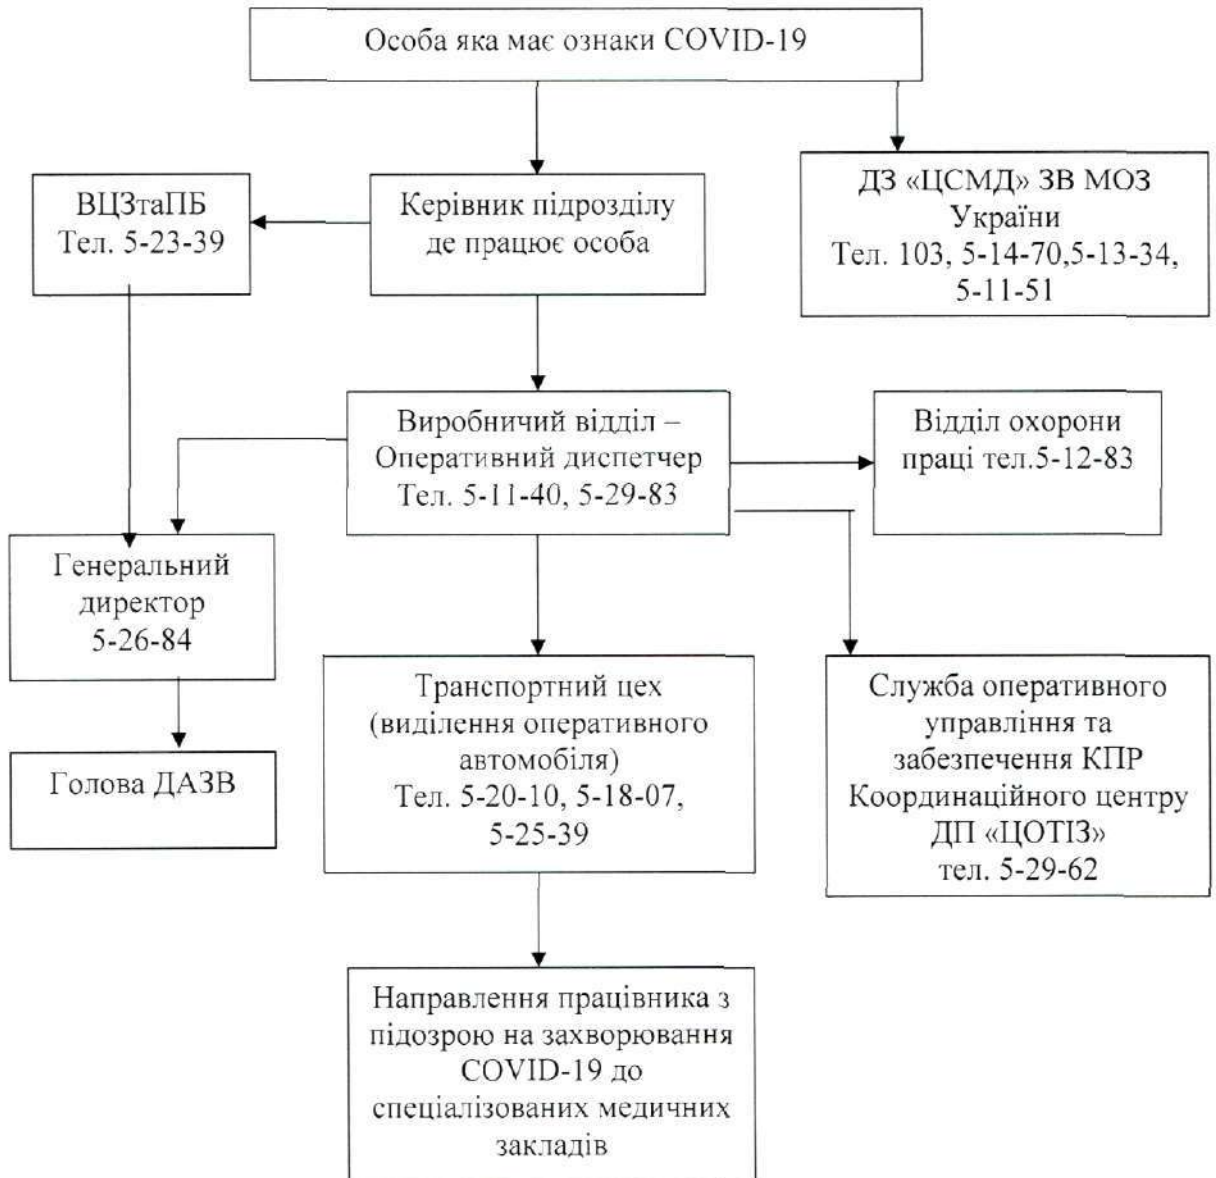 Особа яка має ознаки COVID-19
ВЦЗтаПБ
Тел. 5-23-39
Керівник підрозділу
де працює особа
ДЗ «ЦСМД» ЗВ МОЗ
України
Тел. 103, 5-14-70,5-13-34,
5-11-51
Виробничий відділ –
Оперативний диспетчер
Тел. 5-11-40, 5-29-83
Відділ охорони
праці тел.5-12-83
Генеральний
директор
5-26-84
Транспортний цех
(виділення оперативного
автомобіля)
Тел. 5-20-10, 5-18-07,
5-25-39
Служба оперативного
управління та
забезпечення КПР
Координаційного центру
ДП «ЦОТІЗ»
тел. 5-29-62
Голова ДАЗВ
Направлення працівника з
підозрою на захворювання
COVID-19 до
спеціалізованих медичних
закладів